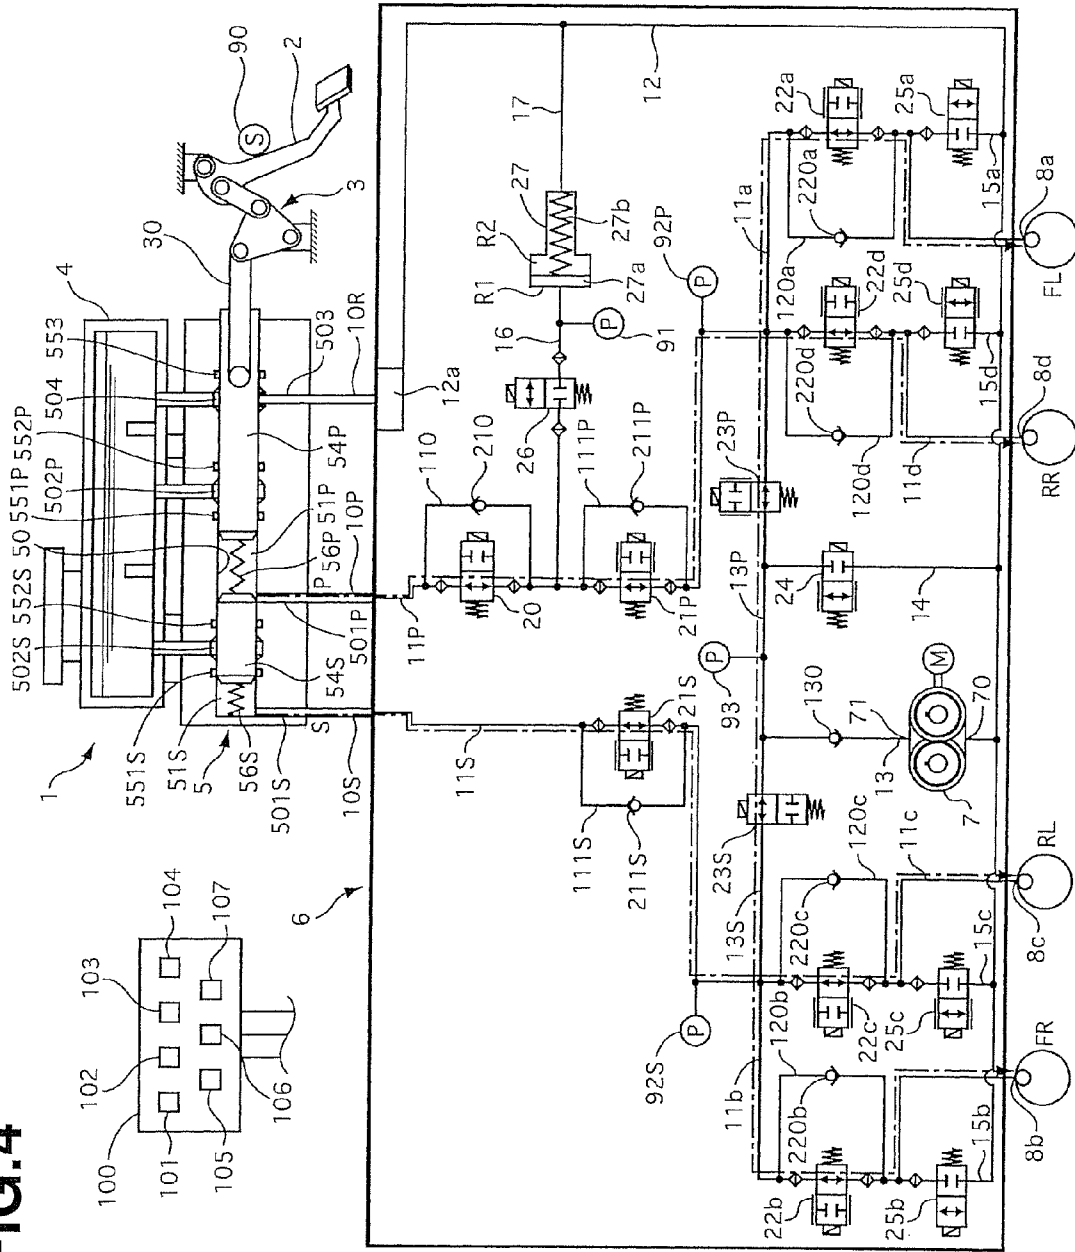 FIG.4
1
4
5
50
502S
552S
551P
502P
552P
504
553
30
90
S
2
3
551S
51S
56S
501S
10S
S
54S
501P
P
56P
51P
10P
54P
503
10R
100
101
102
103
104
105
106
107
6
12a
12
17
11P
110
210
20
26
16
P
91
R1
R2
27
27a
27b
111P
211P
21P
11S
111S
211S
21S
P
92P
P
92S
P
93
23P
23S
13P
13S
11a
11b
120a
220a
22a
25a
15a
120d
220d
22d
25d
15d
11d
24
14
130
13
71
70
M
7
120c
220c
22c
25c
15c
11c
120b
220b
22b
25b
15b
8a
FL
8d
RR
8c
RL
8b
FR